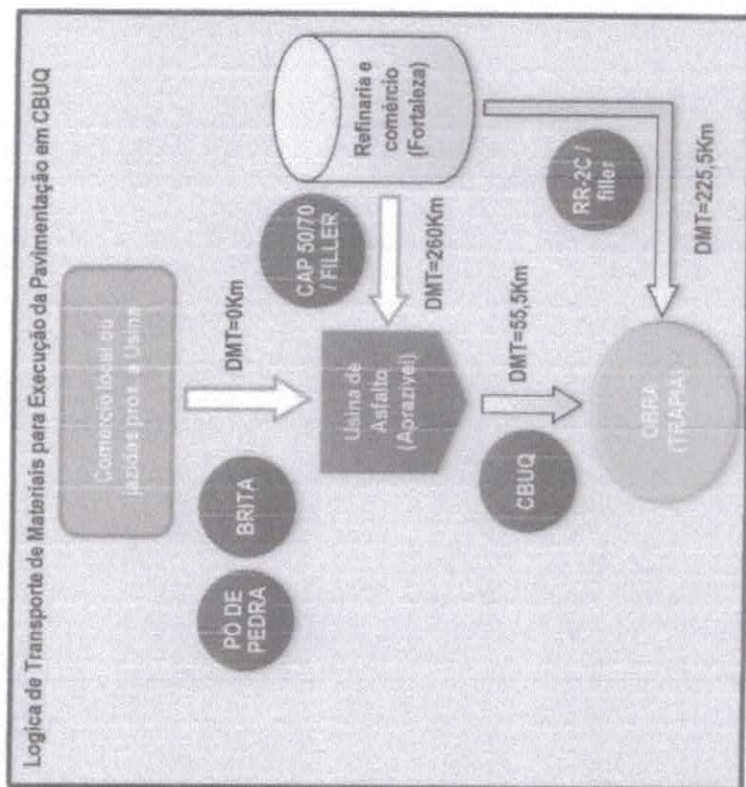 Logica de Transporte de Materiais para Execução da Pavimentação em CBUQ
Comercio local ou
jazidas prox. a Usina
PO DE
PEDRA
BRITA
DMT=0Km
CAP 50/70
/ FILLER
Refinaria e
comércio
(Fortaleza)
Usina de
Asfalto
(Aprazivel)
DMT=260Km
RR-2C /
filler
CBUQ
DMT=55,5Km
OBRA
(TRAPIA)
DMT=225,5Km